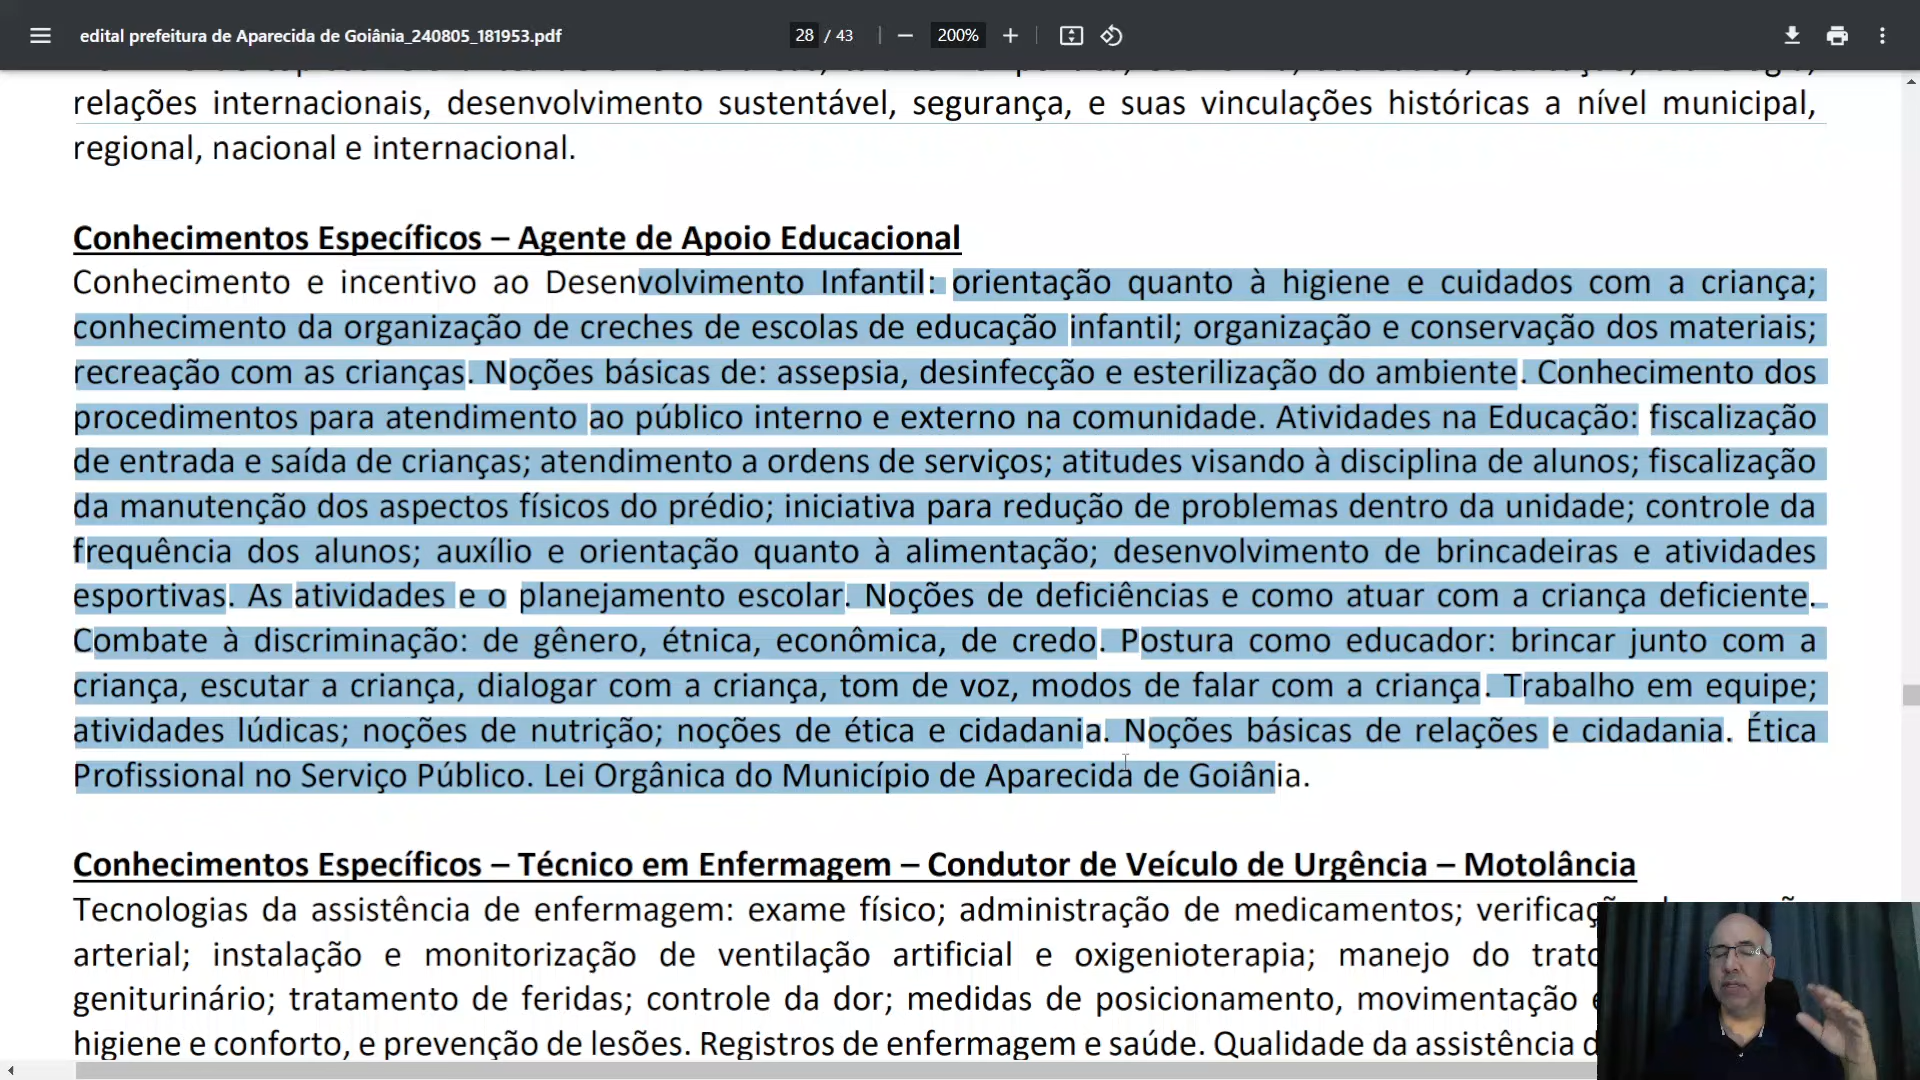 edital prefeitura de Aparecida de Goiânia_240805_181953.pdf
28 / 43
200%
relações internacionais, desenvolvimento sustentável, segurança, e suas vinculações históricas a nível municipal,
regional, nacional e internacional.
Conhecimentos Específicos – Agente de Apoio Educacional
Conhecimento e incentivo ao Desenvolvimento Infantil: orientação quanto à higiene e cuidados com a criança;
conhecimento da organização de creches de escolas de educação infantil; organização e conservação dos materiais;
recreação com as crianças. Noções básicas de: assepsia, desinfecção e esterilização do ambiente. Conhecimento dos
procedimentos para atendimento ao público interno e externo na comunidade. Atividades na Educação: fiscalização
de entrada e saída de crianças; atendimento a ordens de serviços; atitudes visando à disciplina de alunos; fiscalização
da manutenção dos aspectos físicos do prédio; iniciativa para redução de problemas dentro da unidade; controle da
frequência dos alunos; auxílio e orientação quanto à alimentação; desenvolvimento de brincadeiras e atividades
esportivas. As atividades e o planejamento escolar. Noções de deficiências e como atuar com a criança deficiente.
Combate à discriminação: de gênero, étnica, econômica, de credo. Postura como educador: brincar junto com a
criança, escutar a criança, dialogar com a criança, tom de voz, modos de falar com a criança. Trabalho em equipe;
atividades lúdicas; noções de nutrição; noções de ética e cidadania. Noções básicas de relações e cidadania. Ética
Profissional no Serviço Público. Lei Orgânica do Município de Aparecida de Goiânia.
Conhecimentos Específicos – Técnico em Enfermagem – Condutor de Veículo de Urgência – Motolância
Tecnologias da assistência de enfermagem: exame físico; administração de medicamentos;
arterial; instalação e monitorização de ventilação artificial e oxigenioterapia; manejo do
geniturinário; tratamento de feridas; controle da dor; medidas de posicionamento, movimentação
higiene e conforto, e prevenção de lesões. Registros de enfermagem e saúde. Qualidade da assistência